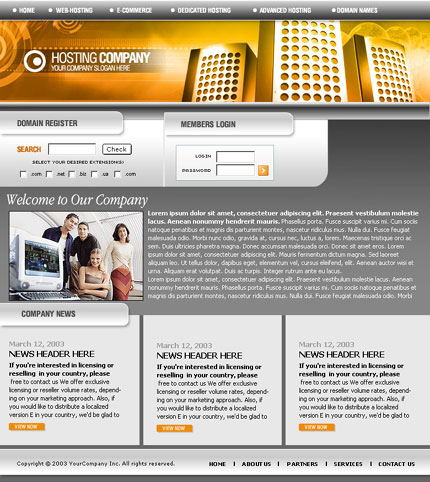 HOME WEB-HOSTING E-COMMERCE DEDICATED HOSTING ADVANCED HOSTING DOMAIN NAMES
HOSTING COMPANY
YOUR COMPANY SLOGAN HERE
DOMAIN REGISTER
SEARCH Check
SELECT YOUR DESIRED EXTENSION(S)
.com .net .biz .ua .com
MEMBERS LOGIN
LOGIN
PASSWORD
Welcome to Our Company
Lorem ipsum dolor sit amet, consectetuer adipiscing elit. Praesent vestibulum molestie
lacus. Aenean nonummy hendrerit mauris. Phasellus porta. Fusce suscipit varius mi. Cum sociis
natoque penatibus et magnis dis parturient montes, nascetur ridiculus mus. Nulla dui. Fusce feugiat
malesuada odio. Morbi nunc odio, gravida at, cursus nec, luctus a, lorem. Maecenas tristique orci ac
sem. Duis ultricies pharetra magna. Donec accumsan malesuada orci. Donec sit amet eros. Lorem
ipsum dolor sit amet, consectetuer adipiscing elit. Mauris fermentum dictum magna. Sed laoreet
aliquam leo. Ut tellus dolor, dapibus eget, elementum vel, cursus eleifend, elit. Aenean auctor wisi et
urna. Aliquam erat volutpat. Duis ac turpis. Integer rutrum ante eu lacus.
Lorem ipsum dolor sit amet, consectetuer adipiscing elit. Praesent vestibulum molestie
lacus. Aenean nonummy hendrerit mauris. Phasellus porta. Fusce suscipit varius mi. Cum sociis
natoque penatibus et magnis dis parturient montes, nascetur ridiculus mus. Nulla dui. Fusce feugiat malesuada odio. Morbi
COMPANY NEWS
March 12, 2003
NEWS HEADER HERE
If you're interested in licensing or
reselling in your country, please
free to contact us We offer exclusive
licensing or reseller volume rates, depend-
ing on your marketing approach. Also, if
you would like to distribute a localized
version E in your country, we'd be glad to
VIEW NOW
March 12, 2003
NEWS HEADER HERE
If you're interested in licensing or
reselling in your country, please
free to contact us We offer exclusive
licensing or reseller volume rates, depend-
ing on your marketing approach. Also, if
you would like to distribute a localized
version E in your country, we'd be glad to
VIEW NOW
March 12, 2003
NEWS HEADER HERE
If you're interested in licensing or
reselling in your country, please
free to contact us We offer exclusive
licensing or reseller volume rates, depend-
ing on your marketing approach. Also, if
you would like to distribute a localized
version E in your country, we'd be glad to
VIEW NOW
Copyright © 2003 YourCompany Inc. All rights reserved.
HOME | ABOUT US | PARTNERS | SERVICES | CONTACT US